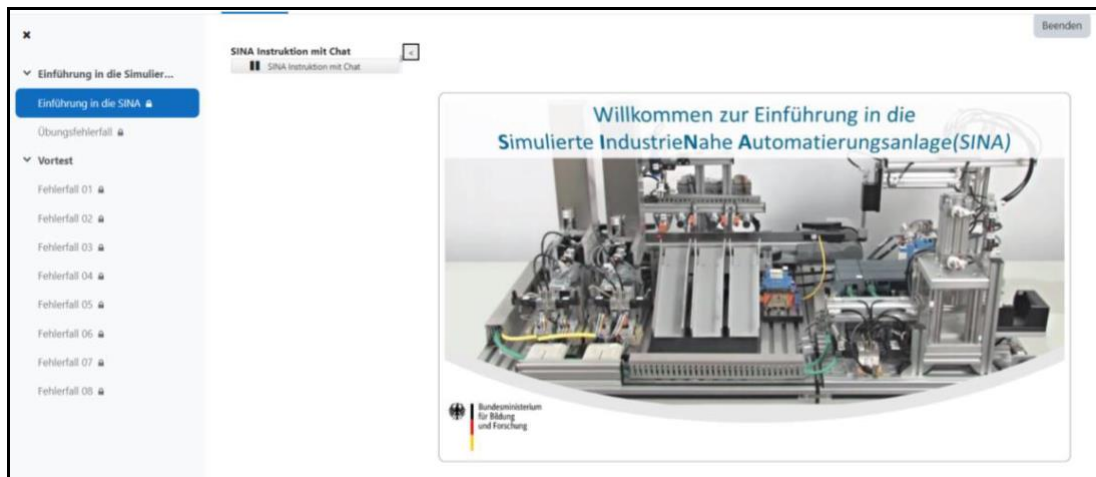 Beenden
SINA Instruktion mit Chat
<
SINA Instruktion mit Chat
Einführung in die Simulier...
Einführung in die SINA
Übungsfehlerfall
Vortest
Fehlerfall 01
Fehlerfall 02
Fehlerfall 03
Fehlerfall 04
Fehlerfall 05
Fehlerfall 06
Fehlerfall 07
Fehlerfall 08
Willkommen zur Einführung in die
Simulierte IndustrieNahe Automatierungsanlage(SINA)
Bundesministerium
für Bildung
und Forschung